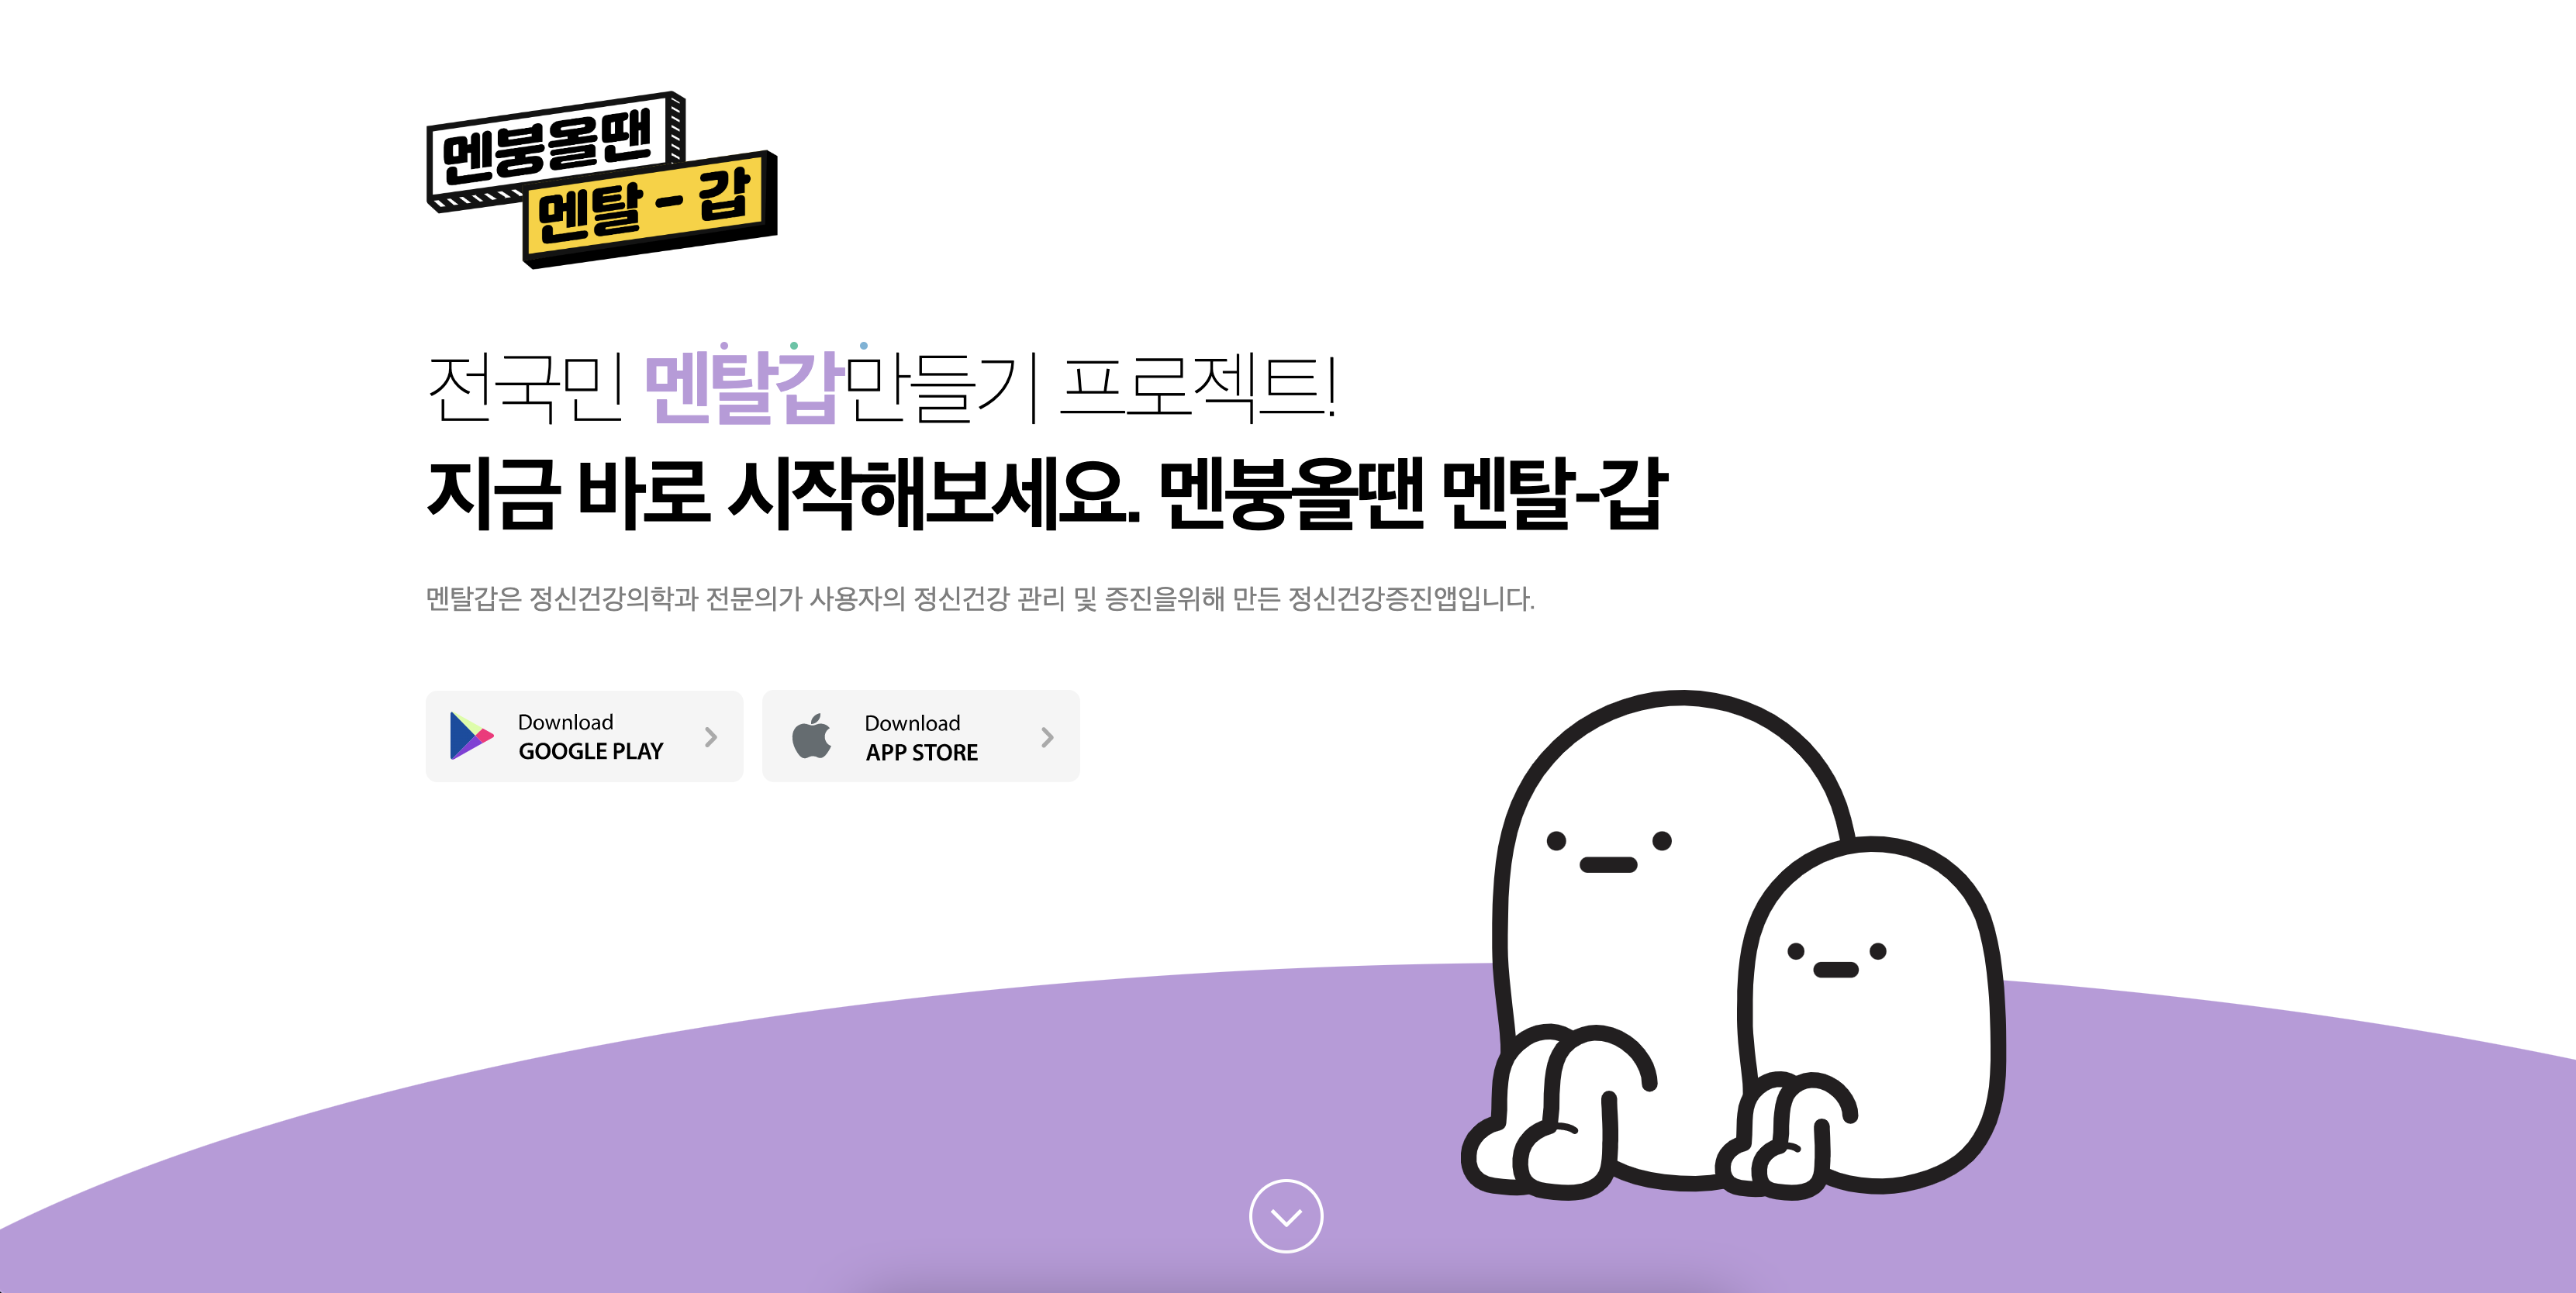 멘붕올땐
멘탈-갑
전국민 멘탈갑만들기 프로젝트!
지금 바로 시작해보세요. 멘붕올땐 멘탈-갑
멘탈갑은 정신건강의학과 전문의가 사용자의 정신건강 관리 및 증진을위해 만든 정신건강증진앱입니다.
Download
GOOGLE PLAY
Download
APP STORE